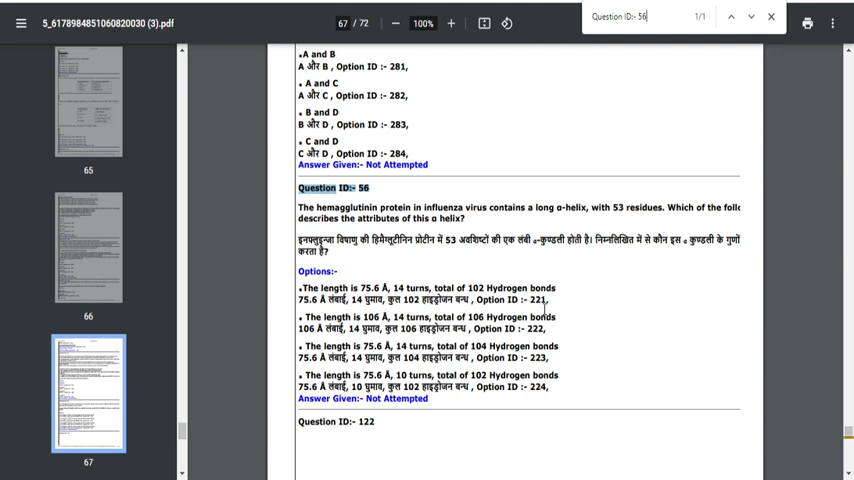 5_6178984851060820030 (3).pdf
67 / 72
100%
Question ID:- 56
1/1
65
66
67
.A and B
A और B , Option ID :- 281,
. A and C
A और C , Option ID :- 282,
. B and D
B और D , Option ID :- 283,
. C and D
C और D , Option ID :- 284,
Answer Given:- Not Attempted
Question ID:- 56
The hemagglutinin protein in influenza virus contains a long α-helix, with 53 residues. Which of the follo
describes the attributes of this α helix?
इनफ्लुइन्जा विषाणु की हिमैग्लूटीनिन प्रोटीन में 53 अवशिष्टों की एक लंबी α-कुण्डली होती है। निम्नलिखित में से कौन इस α कुण्डली के गुणों
करता है?
Options:-
.The length is 75.6 Å, 14 turns, total of 102 Hydrogen bonds
75.6 Å लंबाई, 14 घुमाव, कुल 102 हाइड्रोजन बन्ध , Option ID :- 221,
. The length is 106 Å, 14 turns, total of 106 Hydrogen bonds
106 Å लंबाई, 14 घुमाव, कुल 106 हाइड्रोजन बन्ध , Option ID :- 222,
. The length is 75.6 Å, 14 turns, total of 104 Hydrogen bonds
75.6 Å लंबाई, 14 घुमाव, कुल 104 हाइड्रोजन बन्ध , Option ID :- 223,
. The length is 75.6, 10 turns, total of 102 Hydrogen bonds
75.6 Å लंबाई, 10 घुमाव, कुल 102 हाइड्रोजन बन्ध , Option ID :- 224,
Answer Given:- Not Attempted
Question ID:- 122